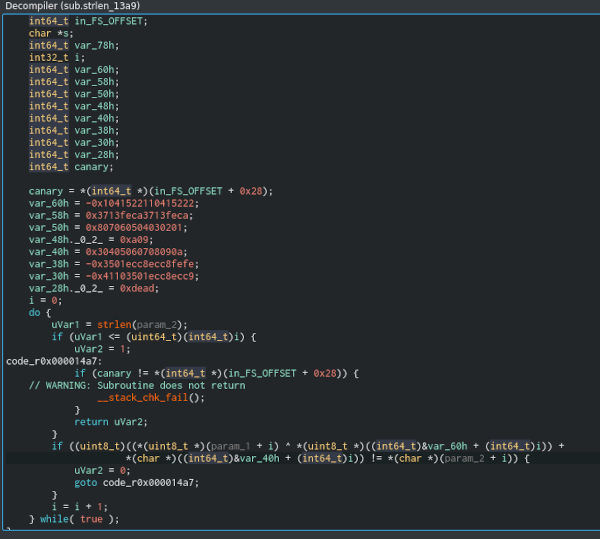 Decompiler (sub.strlen_13a9)
int64_t in_FS_OFFSET;
char *s;
int64_t var_78h;
int32_t i;
int64_t var_60h;
int64_t var_58h;
int64_t var_50h;
int64_t var_48h;
int64_t var_40h;
int64_t var_38h;
int64_t var_30h;
int64_t var_28h;
int64_t canary;
canary = *(int64_t *)(in_FS_OFFSET + 0x28);
var_60h = -0x1041522110415222;
var_58h = 0x3713feca3713feca;
var_50h = 0x807060504030201;
var_48h._0_2_ = 0xa09;
var_40h = 0x30405060708090a;
var_38h = -0x3501ecc8ecc8fefe;
var_30h = -0x41103501ecc8ecc9;
var_28h._0_2_ = 0xdead;
i = 0;
do {
uVar1 = strlen(param_2);
if (uVar1 <= (uint64_t)(int64_t)i) {
uVar2 = 1;
code_r0x000014a7:
if (canary != *(int64_t *)(in_FS_OFFSET + 0x28)) {
// WARNING: Subroutine does not return
__stack_chk_fail();
}
return uVar2;
}
if ((uint8_t)((*(uint8_t *)(param_1 + i) ^ *(uint8_t *)((int64_t)&var_60h + (int64_t)i)) +
*(char *)((int64_t)&var_40h + (int64_t)i)) != *(char *)(param_2 + i)) {
uVar2 = 0;
goto code_r0x000014a7;
}
i = i + 1;
} while( true );